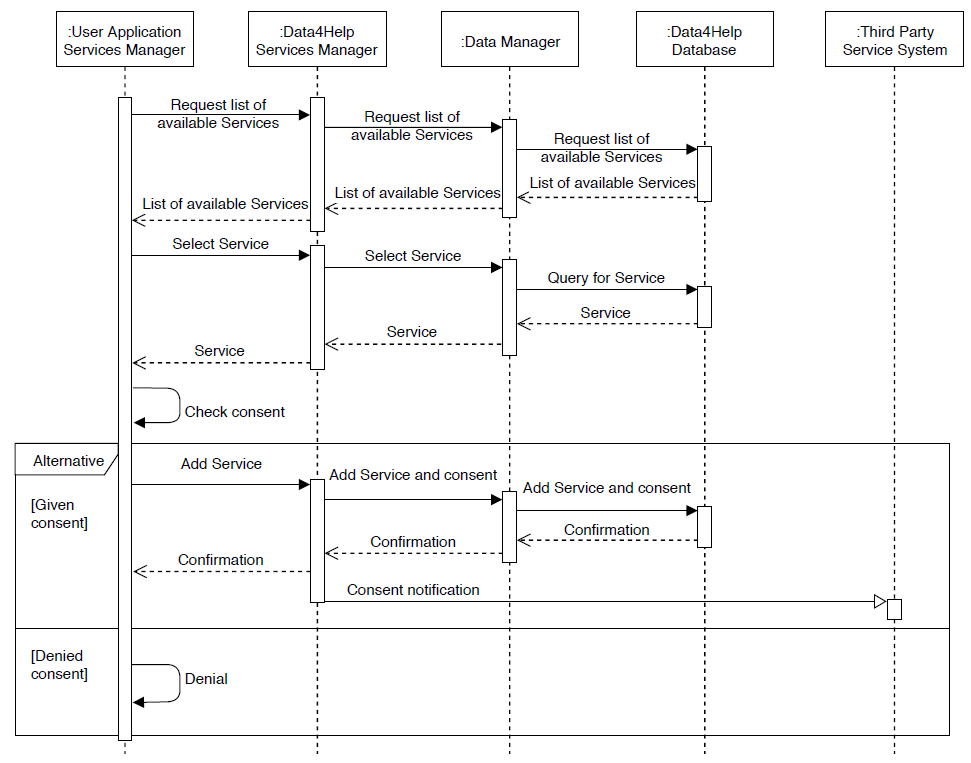 :User Application
Services Manager
:Data4Help
Services Manager
:Data Manager
:Data4Help
Database
:Third Party
Service System
Request list of
available Services
Request list of
available Services
Request list of
available Services
List of available Services
List of available Services
List of available Services
Select Service
Select Service
Query for Service
Service
Service
Service
Check consent
Alternative
Add Service
Add Service and consent
Add Service and consent
[Given
consent]
Confirmation
Confirmation
Confirmation
Consent notification
[Denied
consent]
Denial